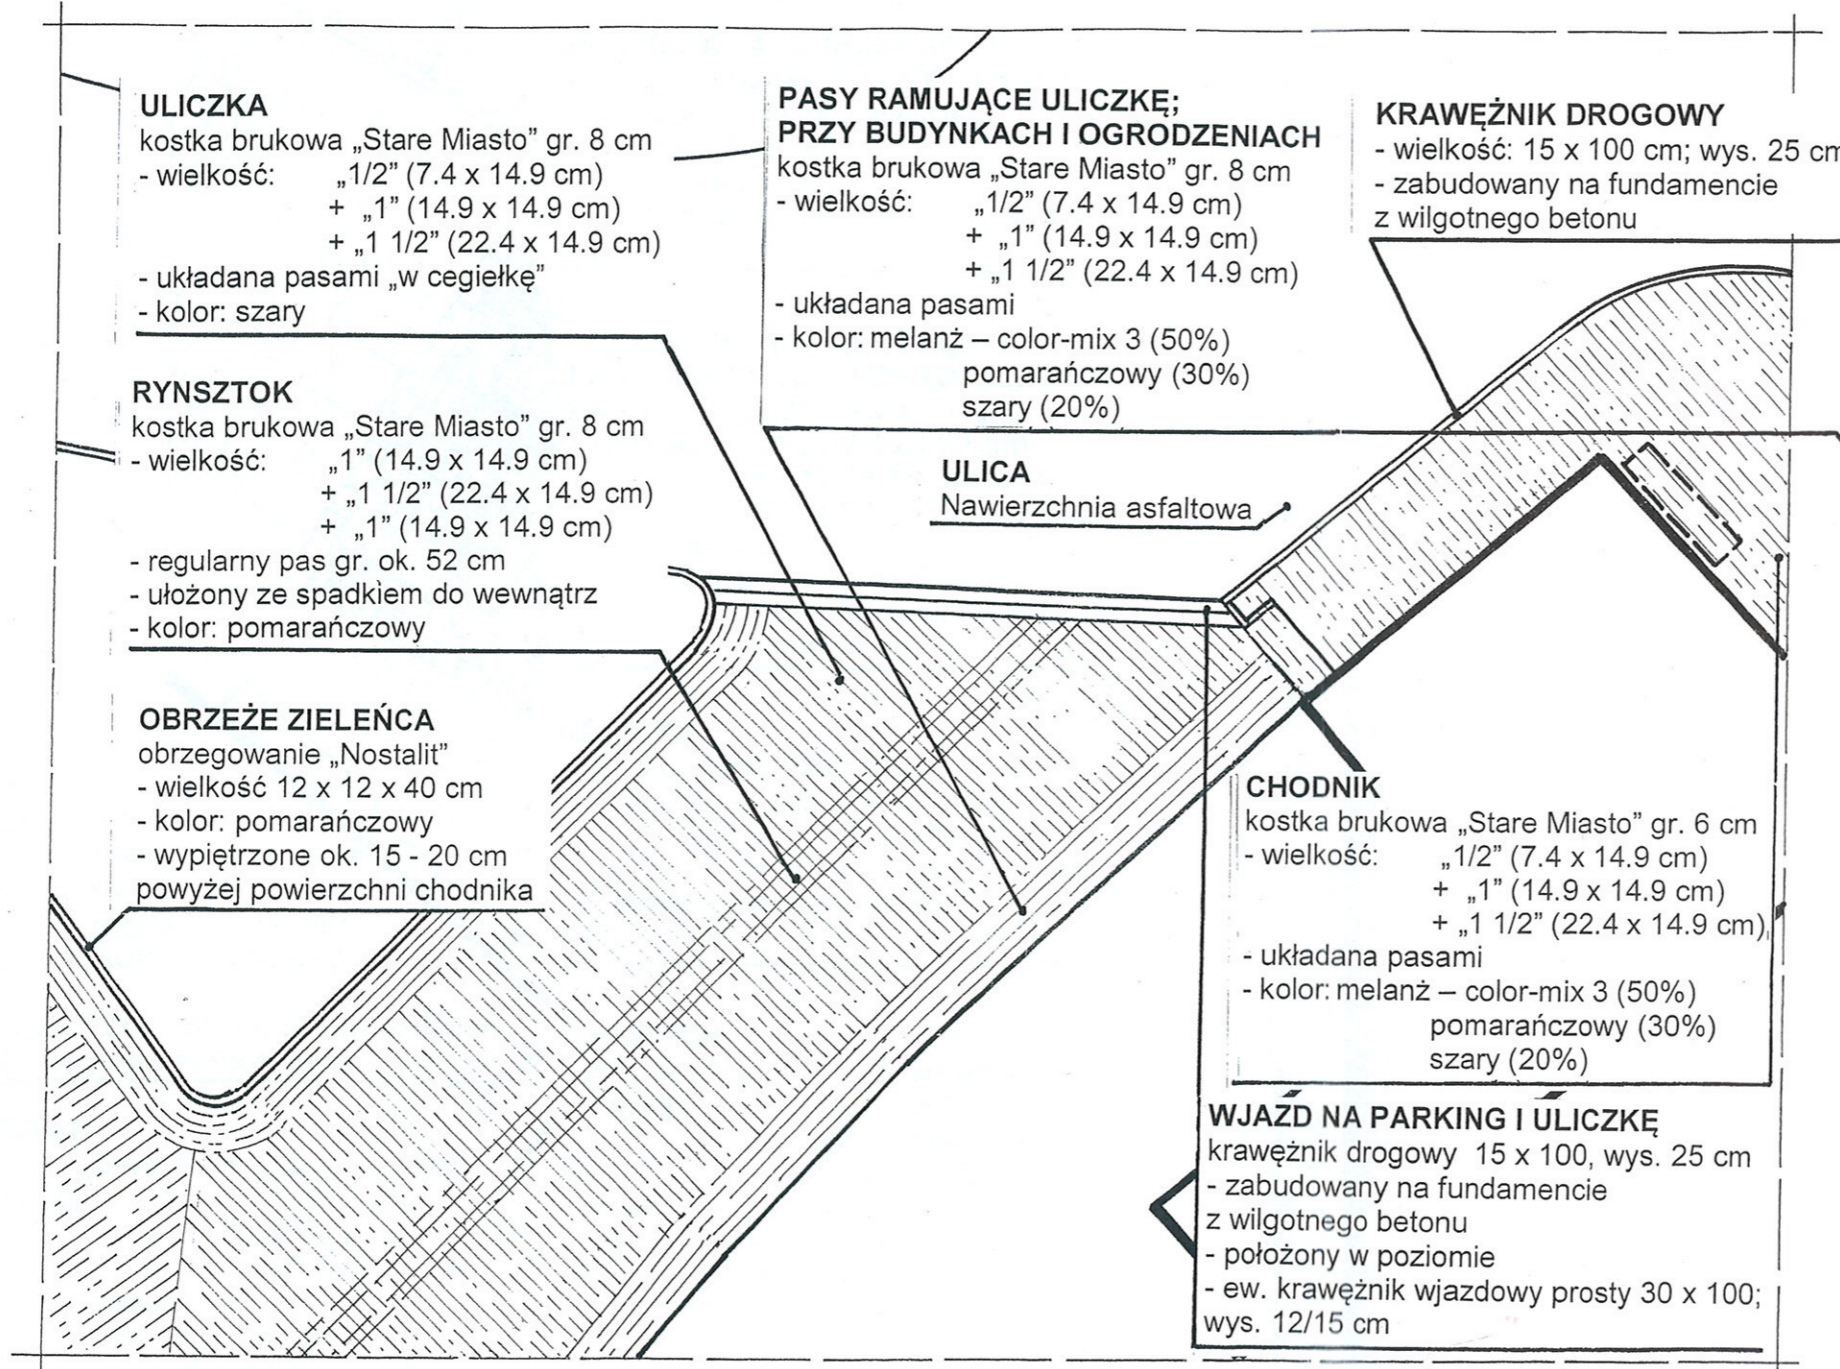 ULICZKA
kostka brukowa „Stare Miasto” gr. 8 cm
- wielkość: „1/2” (7.4 x 14.9 cm)
+ „1” (14.9 x 14.9 cm)
+ „1 1/2” (22.4 x 14.9 cm)
- układana pasami „w cegiełkę”
- kolor: szary
RYNSZTOK
kostka brukowa „Stare Miasto” gr. 8 cm
- wielkość: „1” (14.9 x 14.9 cm)
+ „1 1/2” (22.4 x 14.9 cm)
+ „1” (14.9 x 14.9 cm)
- regularny pas gr. ok. 52 cm
- ułożony ze spadkiem do wewnątrz
- kolor: pomarańczowy
OBRZEŻE ZIELEŃCA
obrzegowanie „Nostalit”
- wielkość 12 x 12 x 40 cm
- kolor: pomarańczowy
- wypiętrzone ok. 15 - 20 cm
powyżej powierzchni chodnika
PASY RAMUJĄCE ULICZKĘ;
PRZY BUDYNKACH I OGRODZENIACH
kostka brukowa „Stare Miasto” gr. 8 cm
- wielkość: „1/2” (7.4 x 14.9 cm)
+ „1” (14.9 x 14.9 cm)
+ „1 1/2” (22.4 x 14.9 cm)
- układana pasami
- kolor: melanż – color-mix 3 (50%)
pomarańczowy (30%)
szary (20%)
KRAWĘŻNIK DROGOWY
- wielkość: 15 x 100 cm; wys. 25 cm
- zabudowany na fundamencie
z wilgotnego betonu
ULICA
Nawierzchnia asfaltowa
CHODNIK
kostka brukowa „Stare Miasto” gr. 6 cm
- wielkość: „1/2” (7.4 x 14.9 cm)
+ „1” (14.9 x 14.9 cm)
+ „1 1/2” (22.4 x 14.9 cm)
- układana pasami
- kolor: melanż – color-mix 3 (50%)
pomarańczowy (30%)
szary (20%)
WJAZD NA PARKING I ULICZKĘ
krawężnik drogowy 15 x 100, wys. 25 cm
- zabudowany na fundamencie
z wilgotnego betonu
- położony w poziomie
- ew. krawężnik wjazdowy prosty 30 x 100;
wys. 12/15 cm